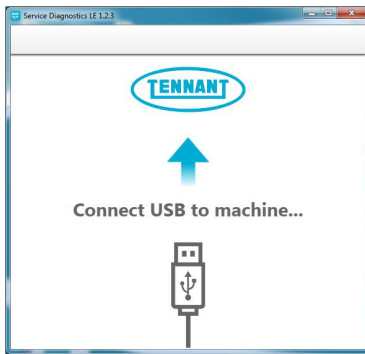 Service Diagnostics LE 1.2.3
TENNANT
Connect USB to machine...